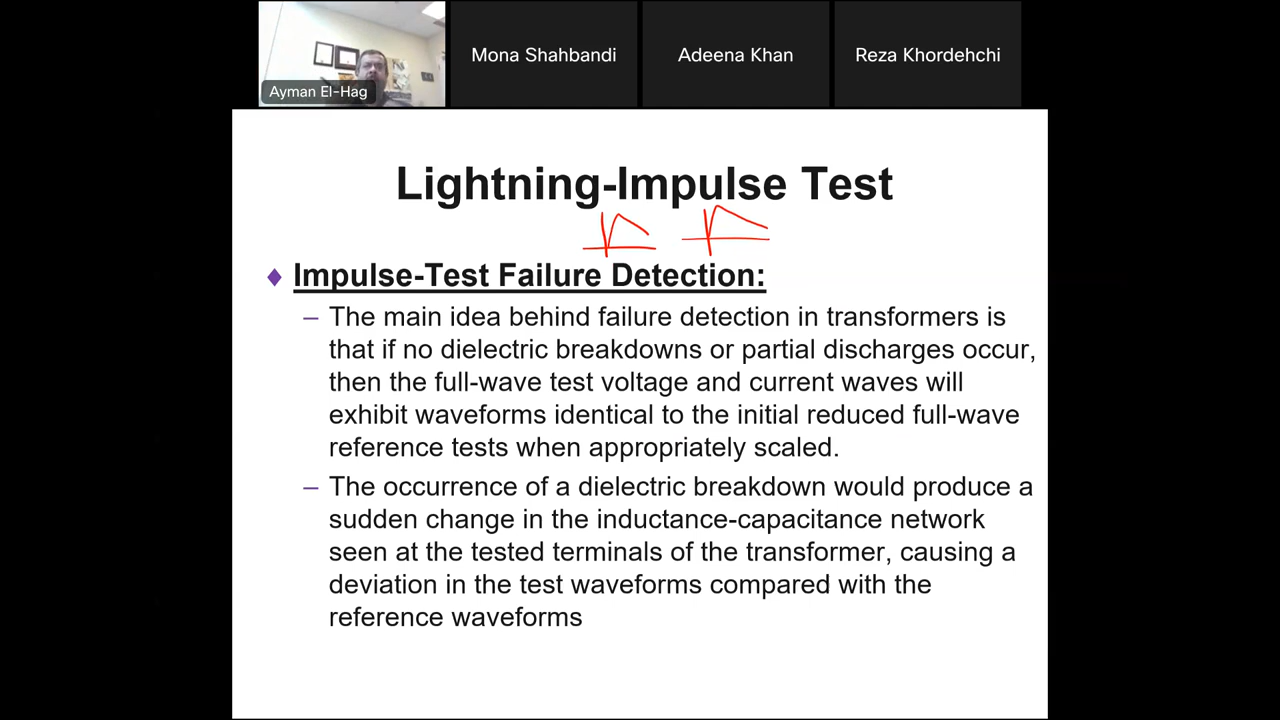 Ayman El-Hag
Mona Shahbandi
Adeena Khan
Reza Khordehchi
Lightning-Impulse Test
♦ Impulse-Test Failure Detection:
– The main idea behind failure detection in transformers is
that if no dielectric breakdowns or partial discharges occur,
then the full-wave test voltage and current waves will
exhibit waveforms identical to the initial reduced full-wave
reference tests when appropriately scaled.
– The occurrence of a dielectric breakdown would produce a
sudden change in the inductance-capacitance network
seen at the tested terminals of the transformer, causing a
deviation in the test waveforms compared with the
reference waveforms